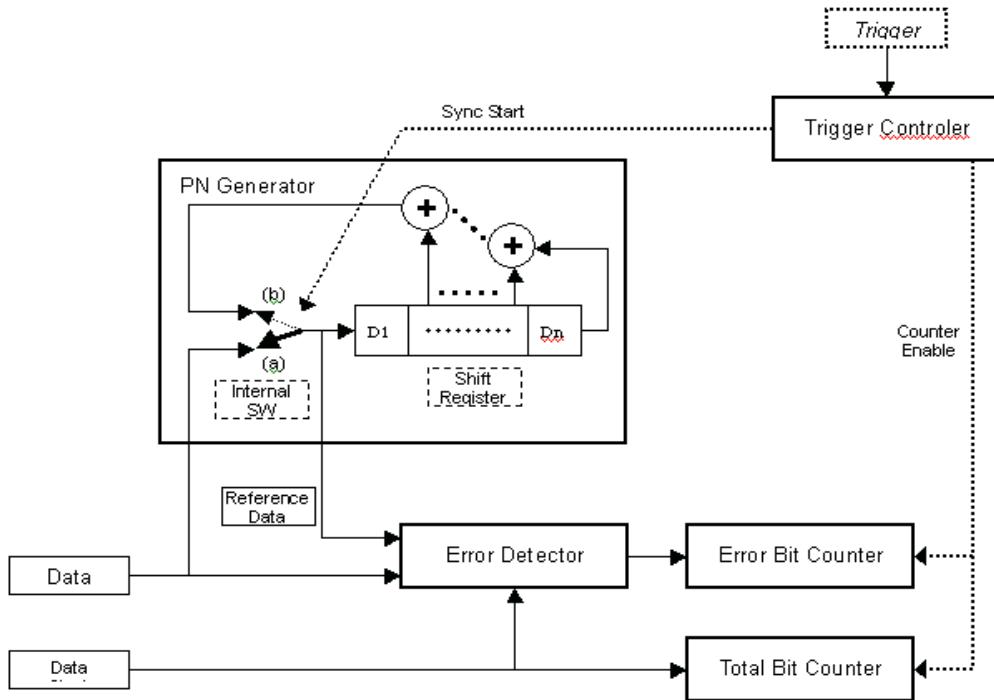 Trigger
Sync Start
Trigger Controler
PN Generator
+
+
(b)
D1
Dn
(a)
Internal
SW
Shift
Register
Counter
Enable
Reference
Data
Data
Error Detector
Error Bit Counter
Data
Total Bit Counter